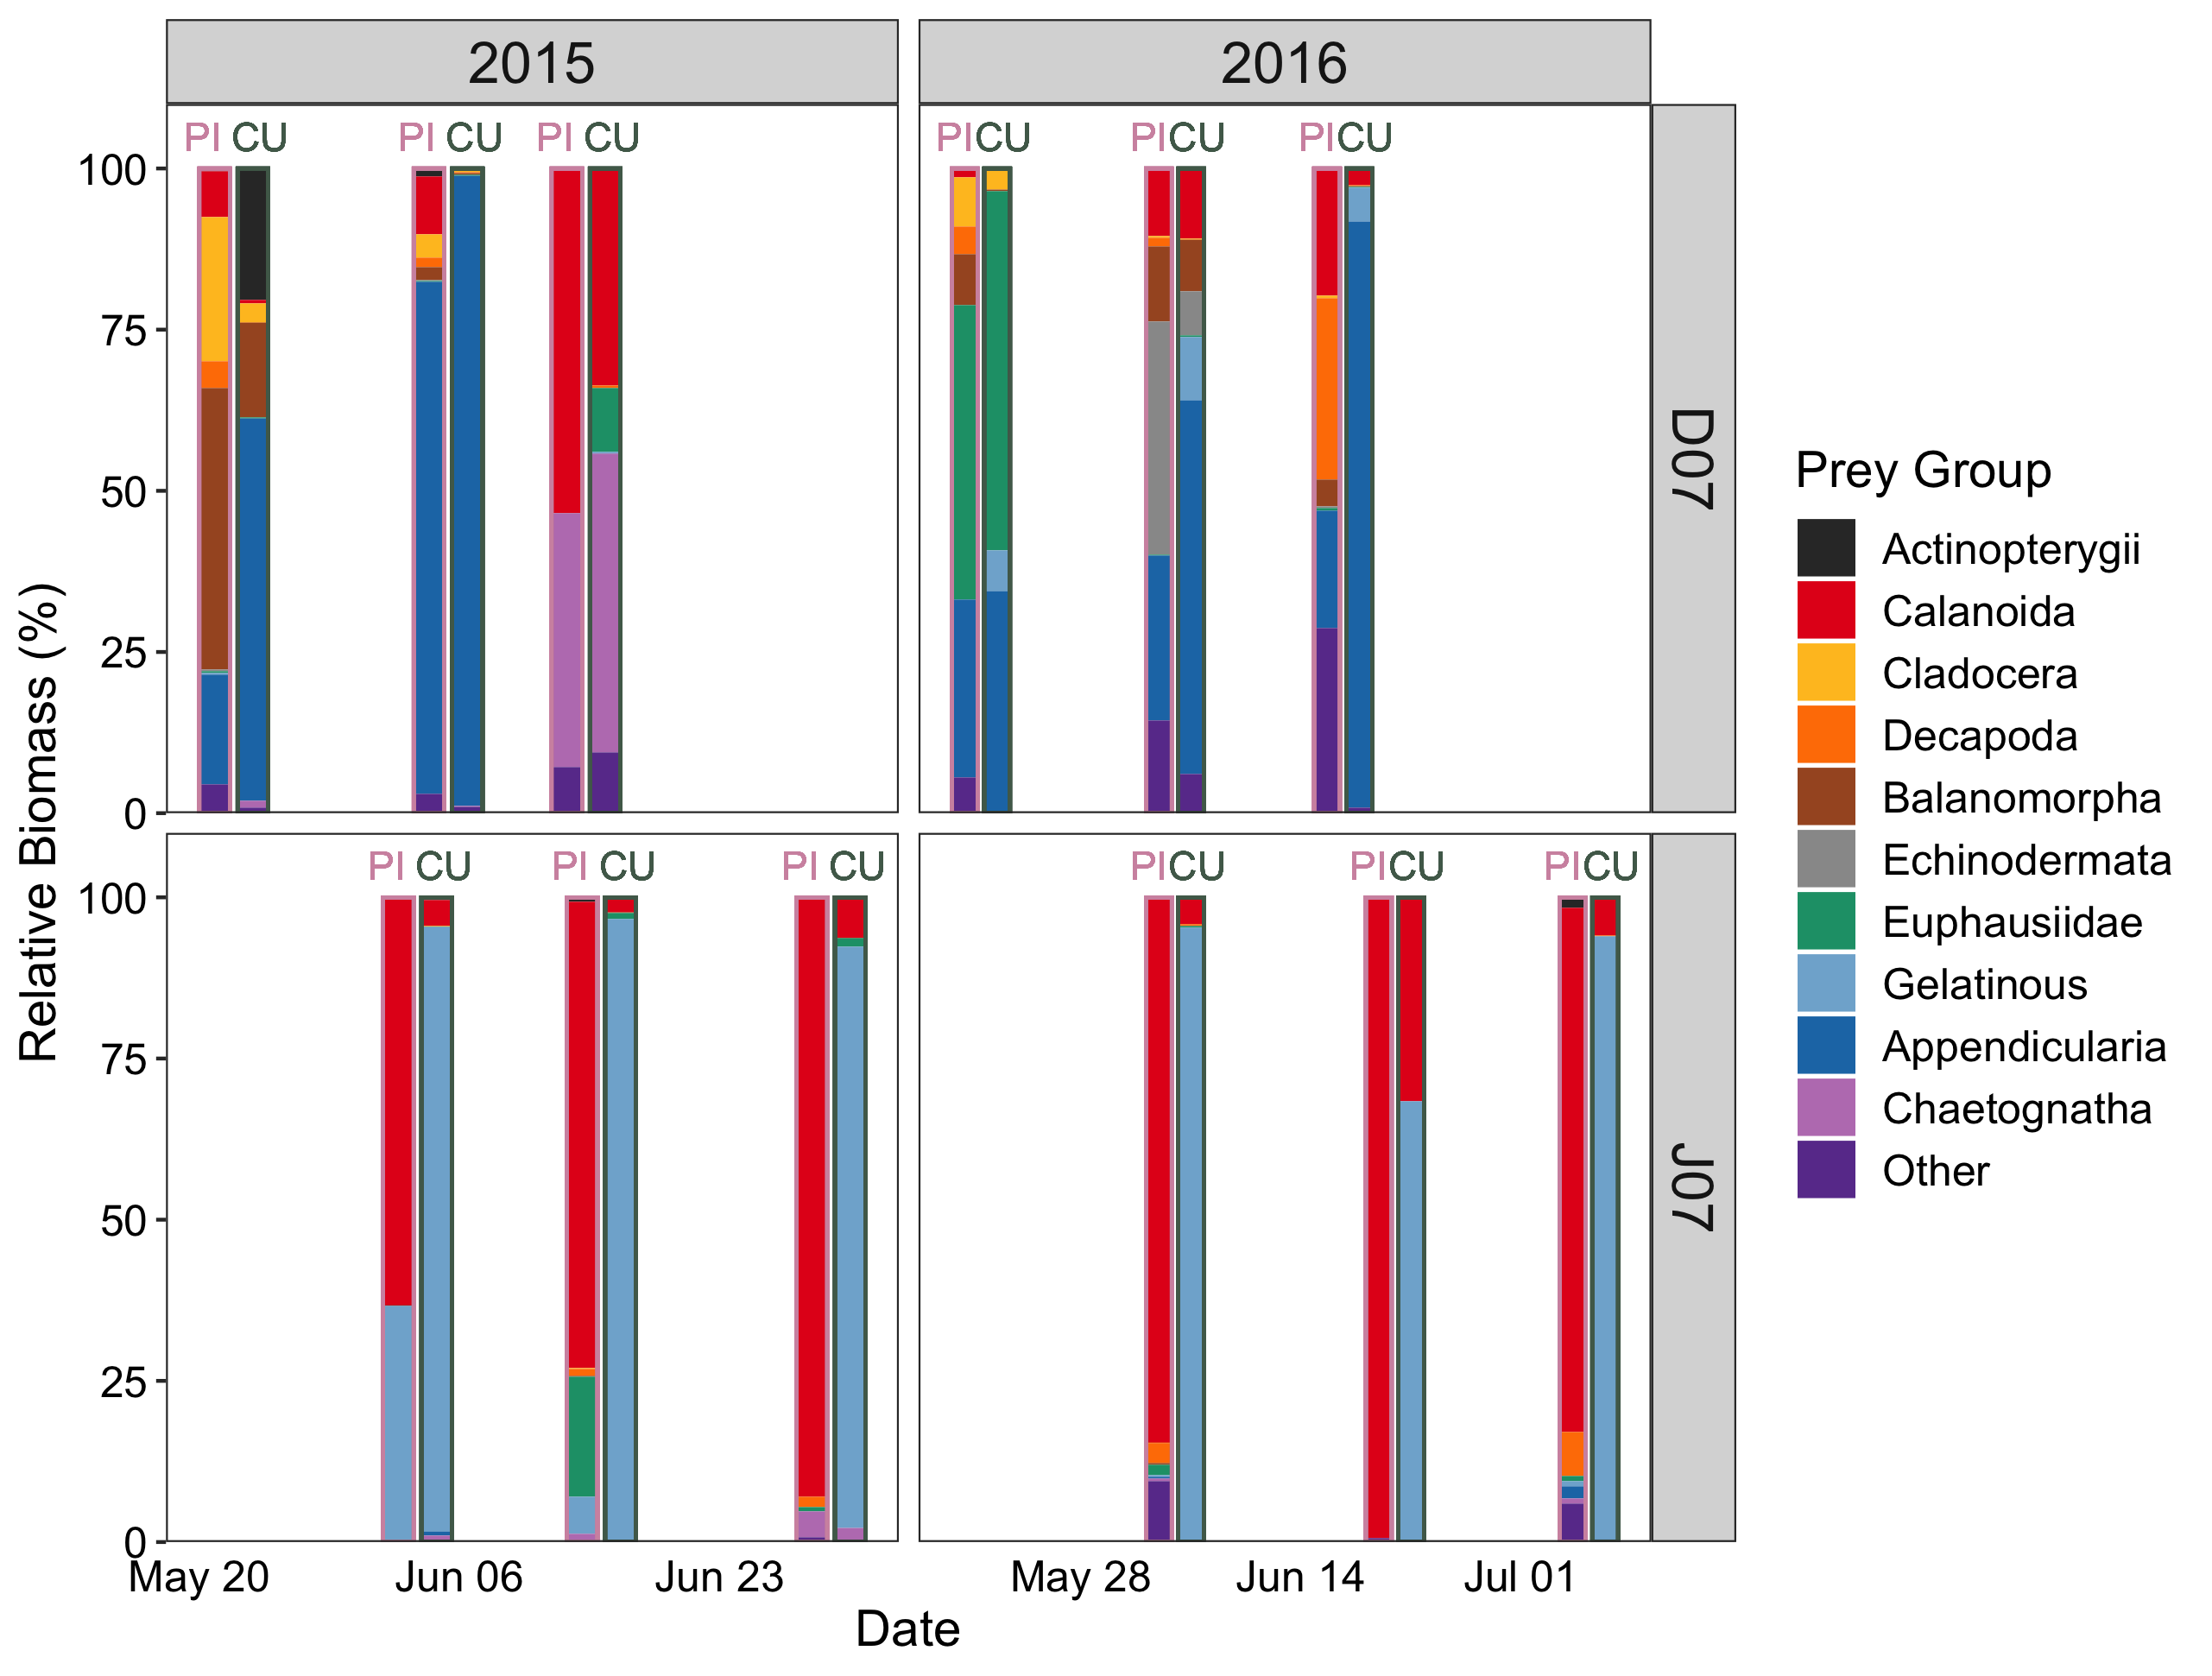 2015
2016
PI CU PI CU PI CU PI CU PI CU PI CU
100
75
50
25
0
D07
PI CU PI CU PI CU PI CU PI CU PI CU
100
75
50
25
0
J07
Relative Biomass (%)
May 20 Jun 06 Jun 23 May 28 Jun 14 Jul 01
Date
Prey Group
Actinopterygii
Calanoida
Cladocera
Decapoda
Balanomorpha
Echinodermata
Euphausiidae
Gelatinous
Appendicularia
Chaetognatha
Other